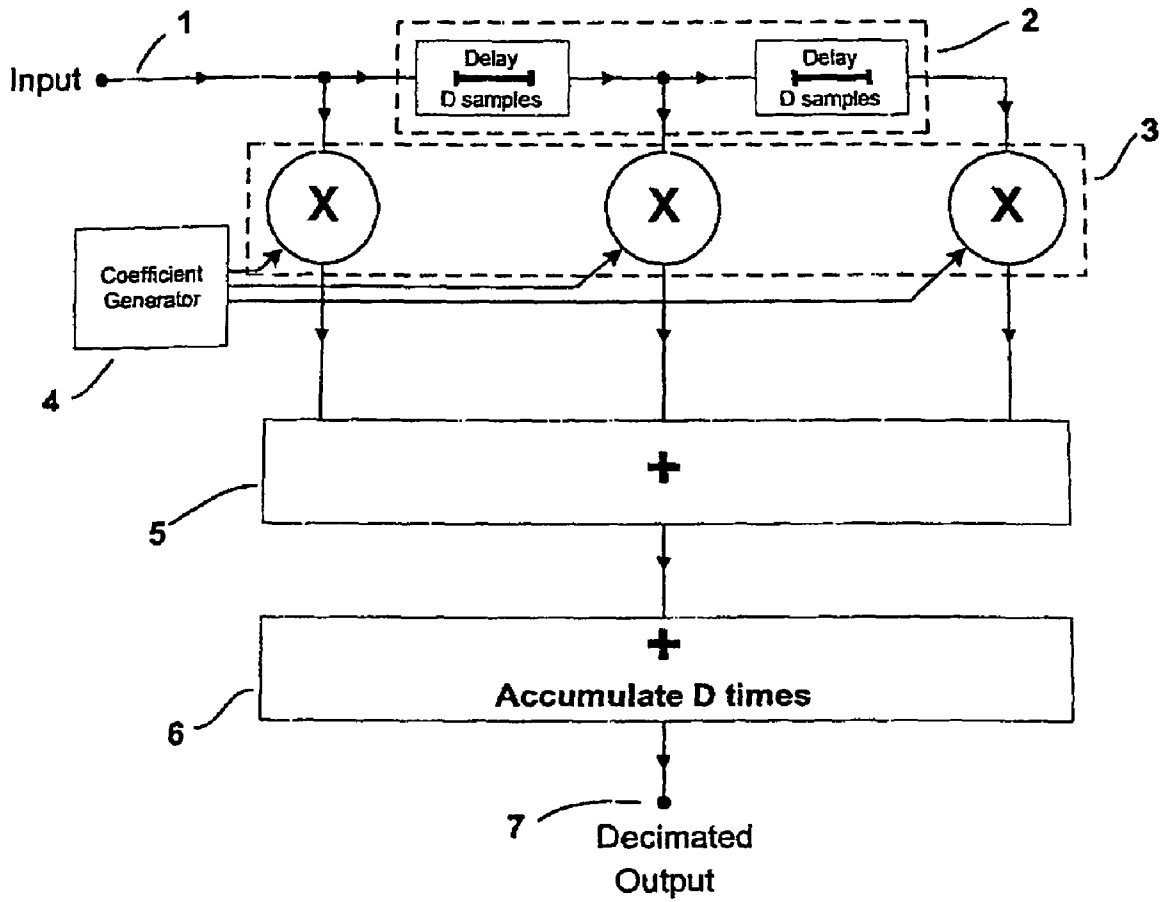 1
2
Input
Delay
D samples
Delay
D samples
3
X
X
X
Coefficient
Generator
4
+
5
+
Accumulate D times
6
7
Decimated
Output